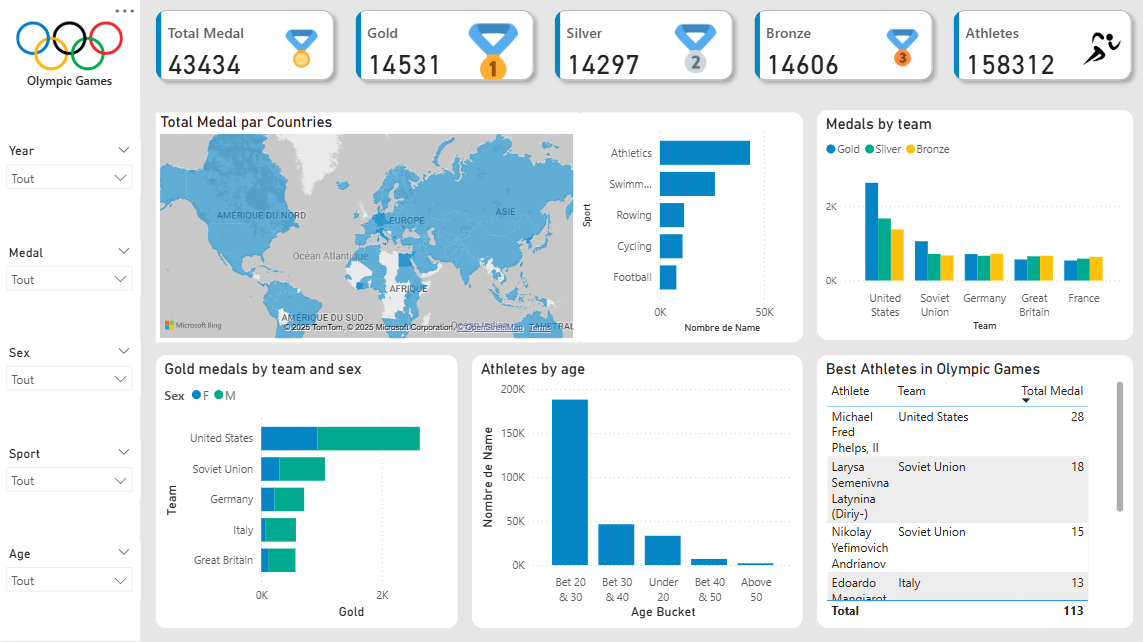 Olympic Games
Year
Tout
Medal
Tout
Sex
Tout
Sport
Tout
Age
Tout
Total Medal
43434
Gold
14531
1
Silver
14297
2
Bronze
14606
3
Athletes
158312
Total Medal par Countries
AMÉRIQUE DU NORD
EUROPE
ASIE
Océan Atlantique
AFRIQUE
AMÉRIQUE DU SUD
Microsoft Bing
© 2025 TomTom, © 2025 Microsoft Corporation, © OpenStreetMap Terms
Sport
Athletics
Swimm...
Rowing
Cycling
Football
0K 50K
Nombre de Name
Medals by team
Gold Silver Bronze
2K
0K
United States
Soviet Union
Germany
Great Britain
France
Team
Gold medals by team and sex
Sex F M
Team
United States
Soviet Union
Germany
Italy
Great Britain
0K 2K
Gold
Athletes by age
Nombre de Name
200K
150K
100K
50K
0K
Bet 20 & 30
Bet 30 & 40
Under 20
Bet 40 & 50
Above 50
Age Bucket
Best Athletes in Olympic Games
Athlete Team Total Medal
Michael United States 28
Fred
Phelps, II
Larysa Soviet Union 18
Semenivna
Latynina
(Diriy-)
Nikolay Soviet Union 15
Yefimovich
Andrianov
Edoardo Italy 13
Total 113